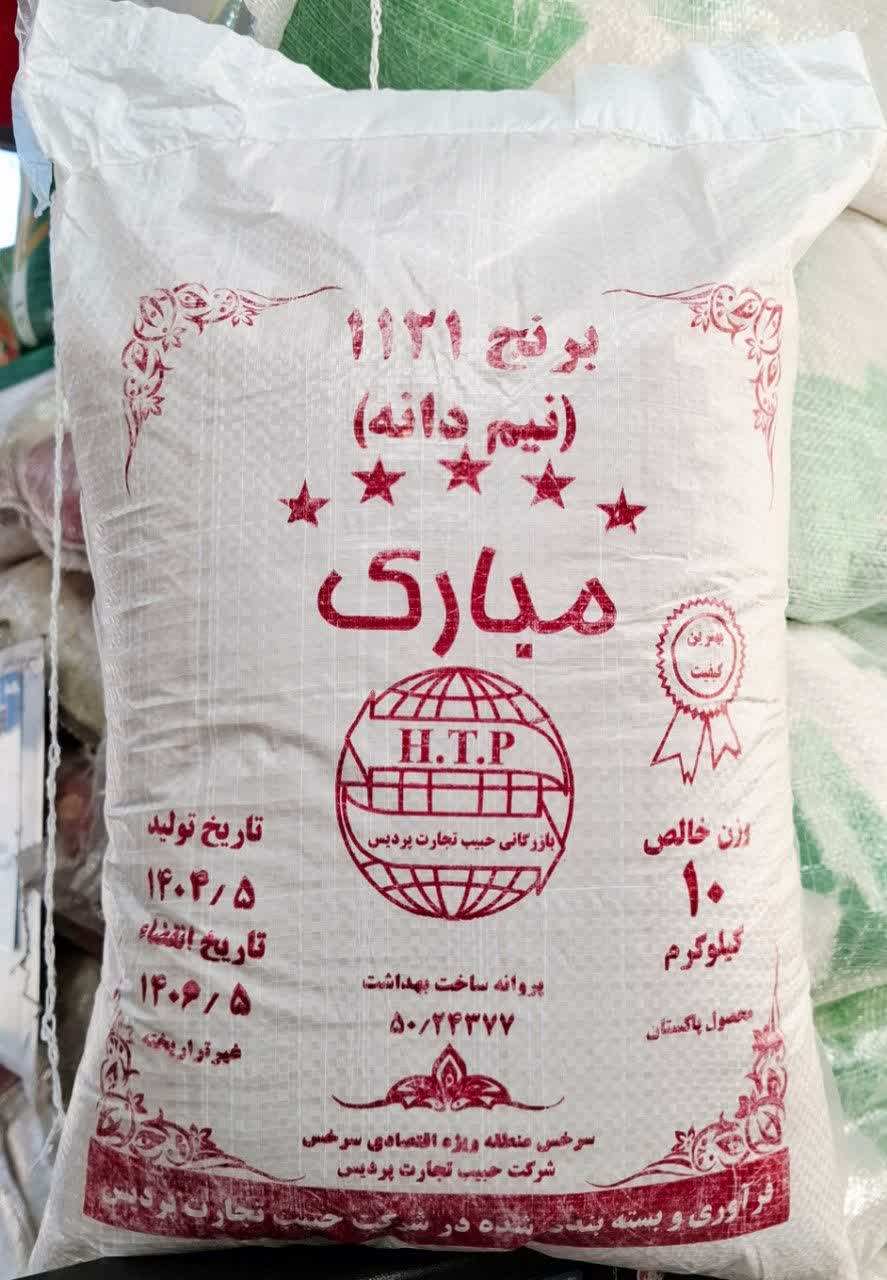 برنج ۱۱۲۱
(نیم دانه)
مبارک
بهترین
کیفیت
H.T.P
بازرگانی حبیب تجارت پردیس
وزن خالص
۱۰
کیلوگرم
محصول پاکستان
تاریخ تولید
۱۴۰۴/۵
تاریخ انقضاء
۱۴۰۶/۵
غیرتراریخته
پروانه ساخت بهداشت
۵۰/۲۴۳۷۷
سرخس منطقه ویژه اقتصادی سرخس
شرکت حبیب تجارت پردیس
فرآوری و بسته بندی شده در شرکت حبیب تجارت پردیس